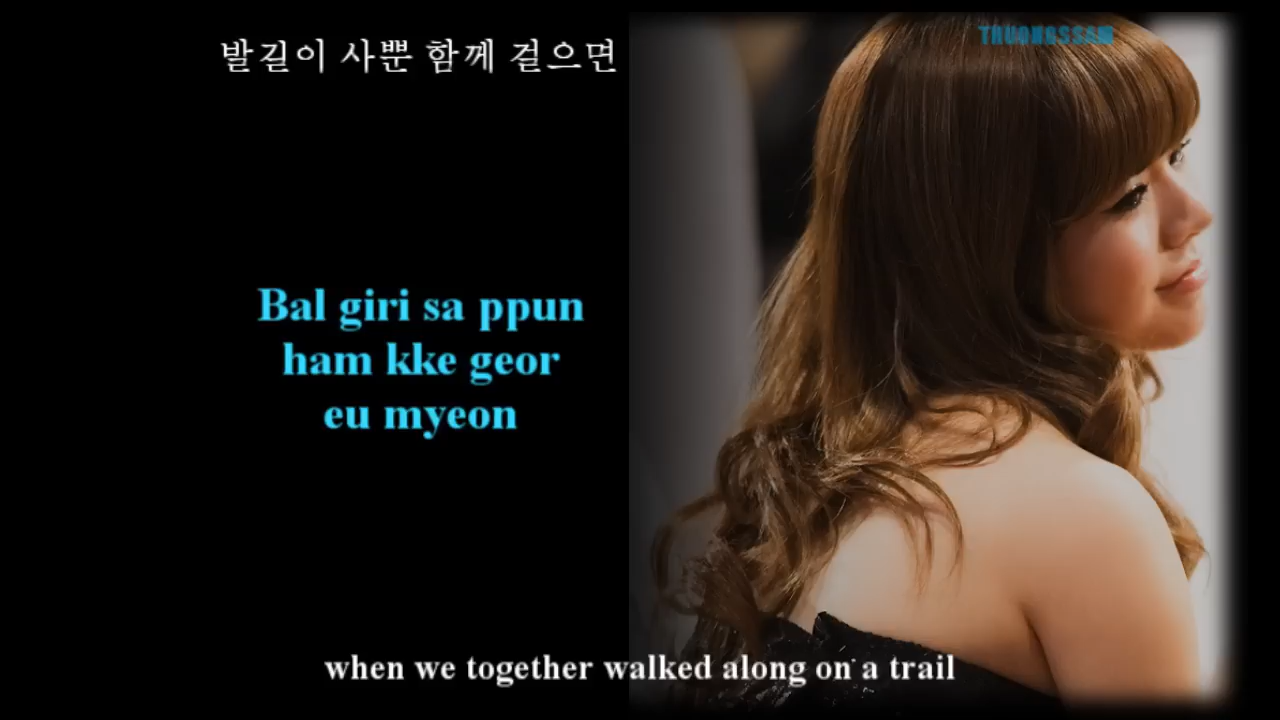 발길이 사뿐 함께 걸으면
TRUONGSSAM
Bal giri sa ppun
ham kke geor
eu myeon
when we together walked along on a trail